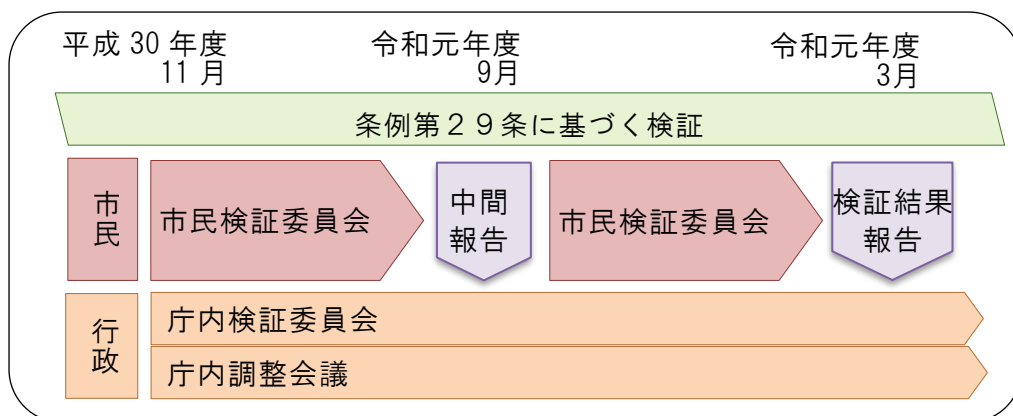 平成 30 年度
11 月
令和元年度
9月
令和元年度
3月
条例第２９条に基づく検証
市民
市民検証委員会
中間
報告
市民検証委員会
検証結果
報告
行政
庁内検証委員会
庁内調整会議